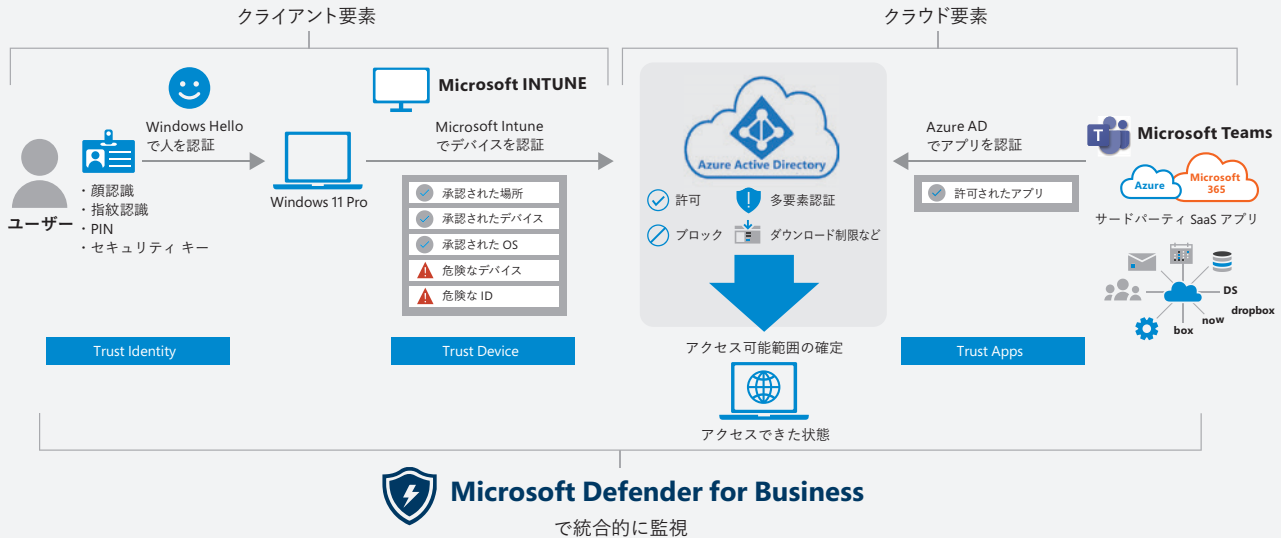 クライアント要素
クラウド要素
Windows Hello
で人を認証
ユーザー
・顔認識
・指紋認識
・PIN
・セキュリティ キー
Trust Identity
Windows 11 Pro
Microsoft INTUNE
Microsoft Intune
でデバイスを認証
承認された場所
承認されたデバイス
承認された OS
危険なデバイス
危険な ID
Trust Device
Azure Active Directory
許可
多要素認証
ブロック
ダウンロード制限など
アクセス可能範囲の確定
アクセスできた状態
Azure AD
でアプリを認証
許可されたアプリ
Trust Apps
T
Microsoft Teams
Azure
Microsoft
365
サードパーティ SaaS アプリ
DS
dropbox
now
box
Microsoft Defender for Business
で統合的に監視